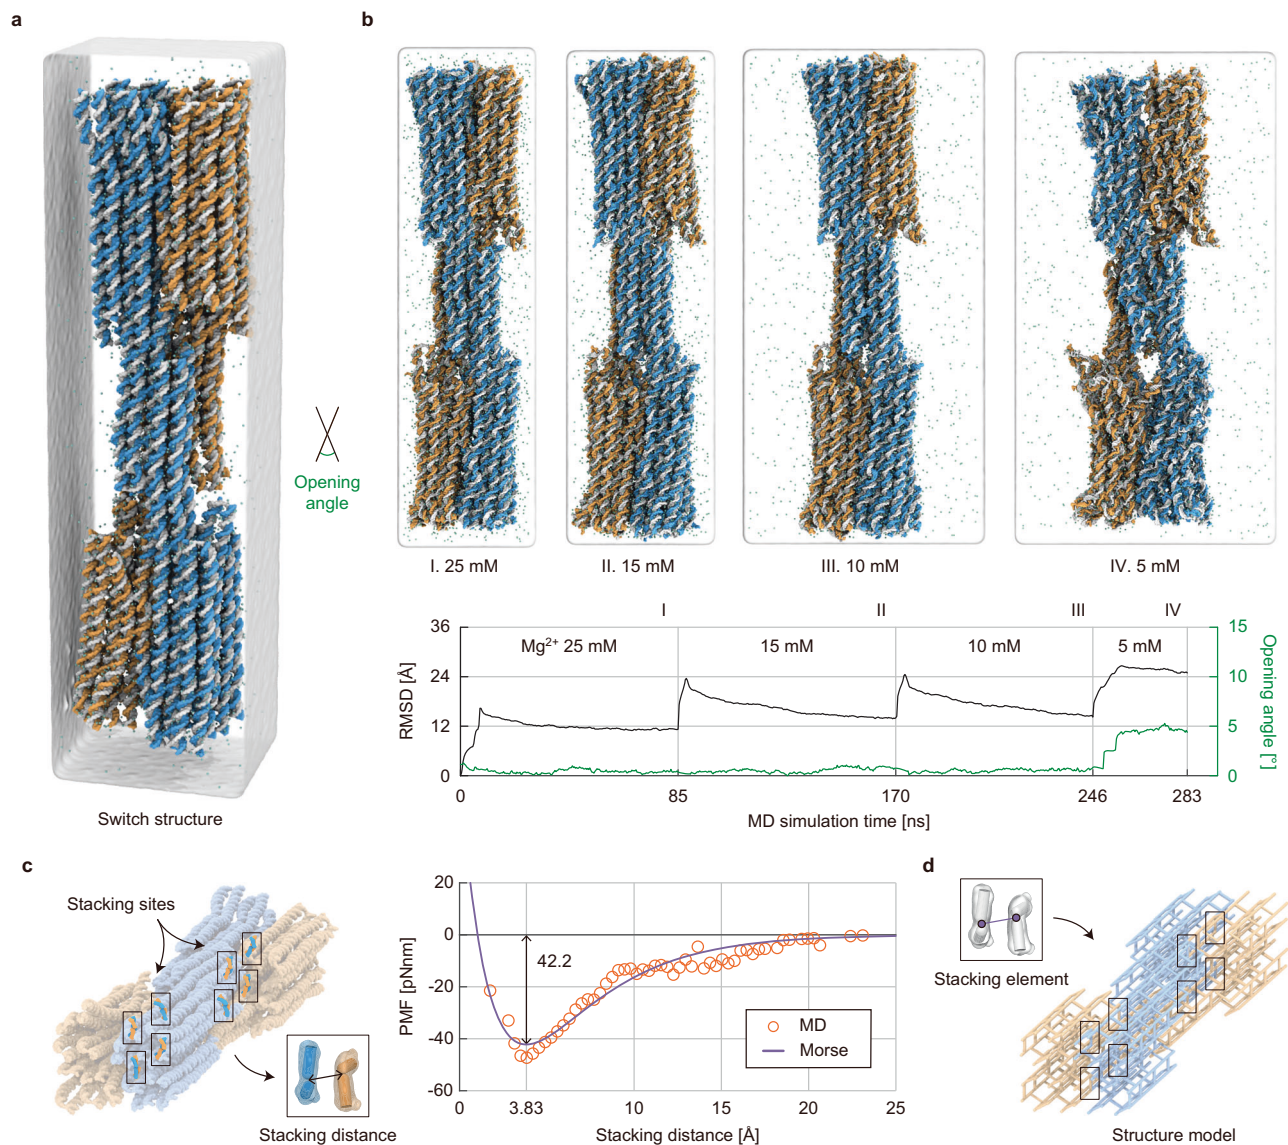 a
b
Opening
angle
Switch structure
I. 25 mM
II. 15 mM
III. 10 mM
IV. 5 mM
I
II
III
IV
36
24
12
0
RMSD [Å]
Mg²⁺ 25 mM
15 mM
10 mM
5 mM
15
10
5
0
Opening angle [°]
0
85
170
246
283
MD simulation time [ns]
c
Stacking sites
Stacking distance
20
0
-20
-40
-60
PMF [pNnm]
42.2
MD
Morse
0
3.83
10
15
20
25
Stacking distance [Å]
d
Stacking element
Structure model